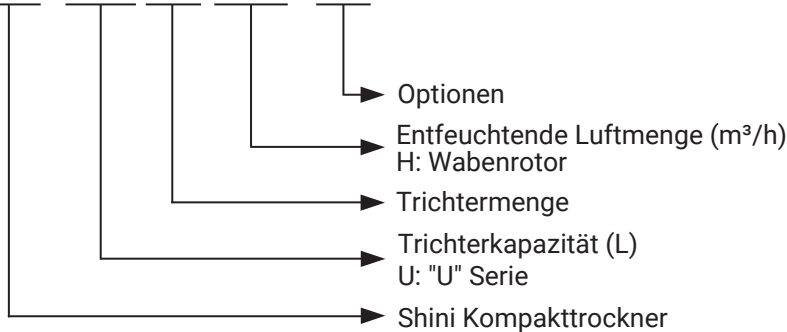 Optionen
Entfeuchtende Luftmenge (m³/h)
H: Wabenrotor
Trichtermenge
Trichterkapazität (L)
U: "U" Serie
Shini Kompakttrockner